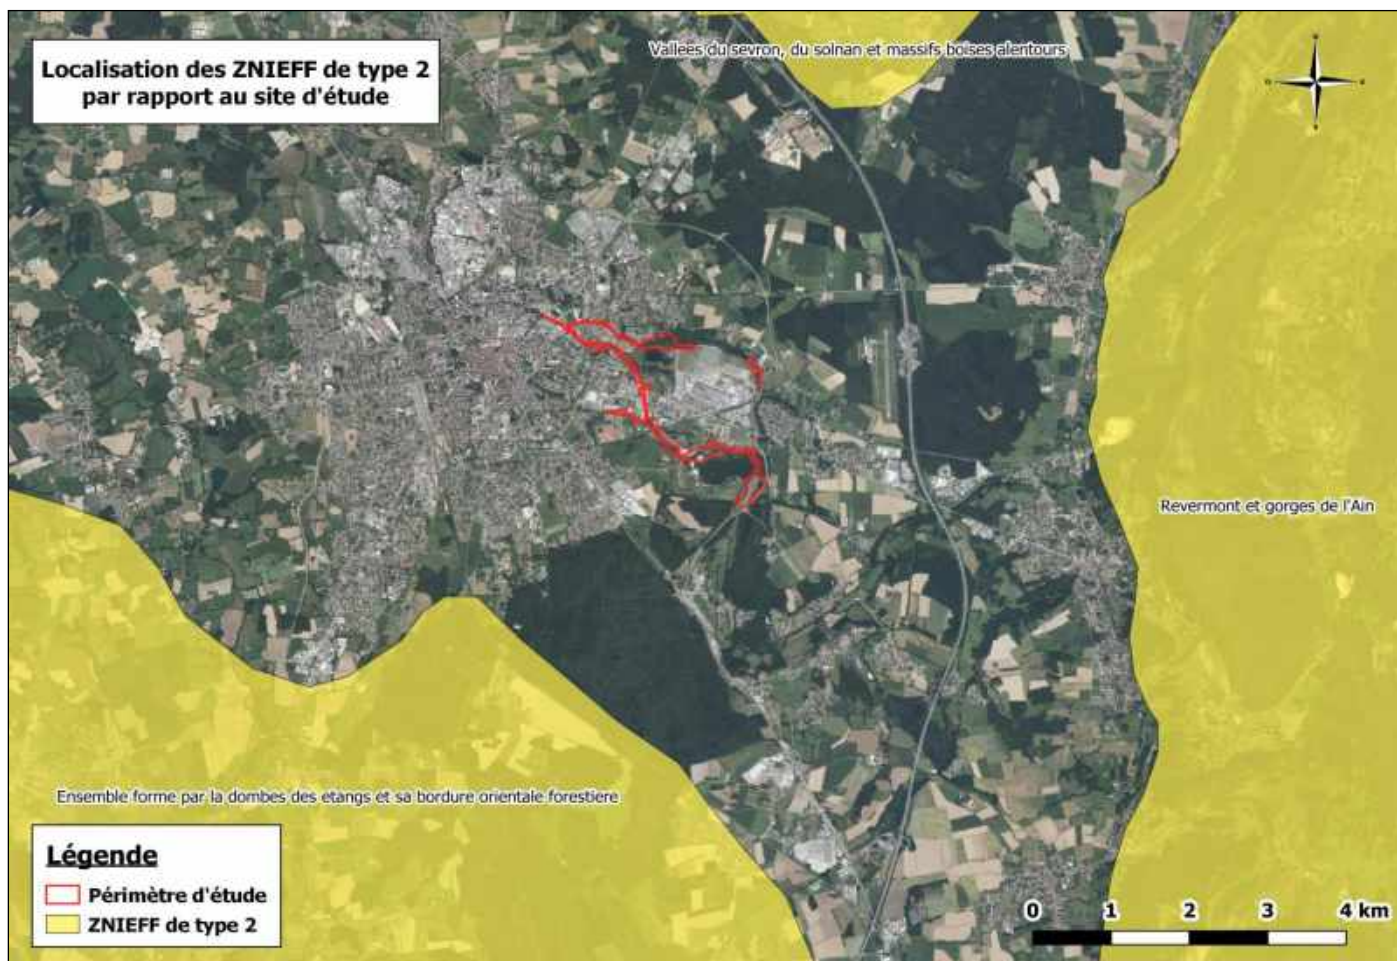 Localisation des ZNIEFF de type 2
par rapport au site d'étude
Vallees du sevron, du solnan et massifs boises alentours
Revermont et gorges de l'Ain
Ensemble forme par la dombes des etangs et sa bordure orientale forestiere
Légende
Périmètre d'étude
ZNIEFF de type 2
0 1 2 3 4 km